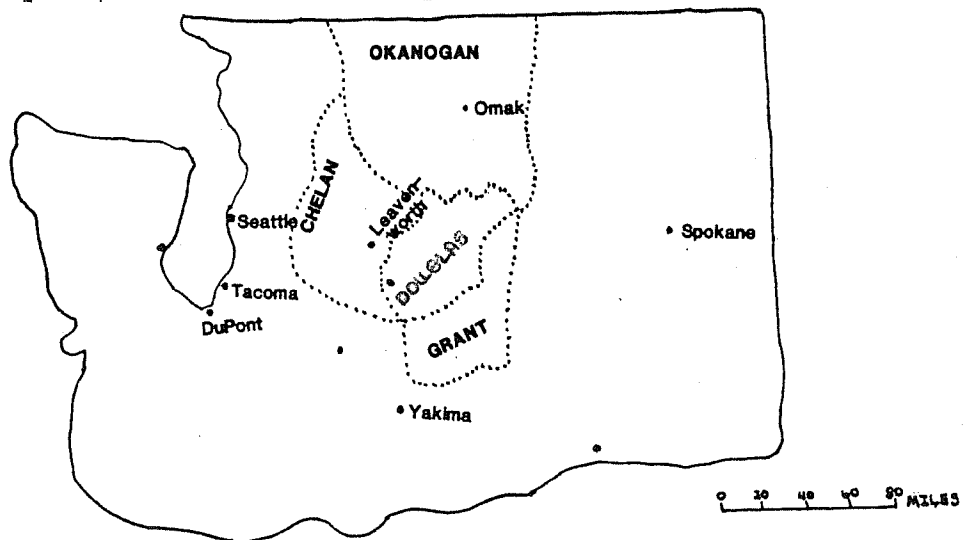 OKANOGAN
Omak
CHELAN
Leaven-
worth
Seattle
Spokane
DOUGLAS
Tacoma
DuPont
GRANT
Yakima
0 20 40 60 80 MILES